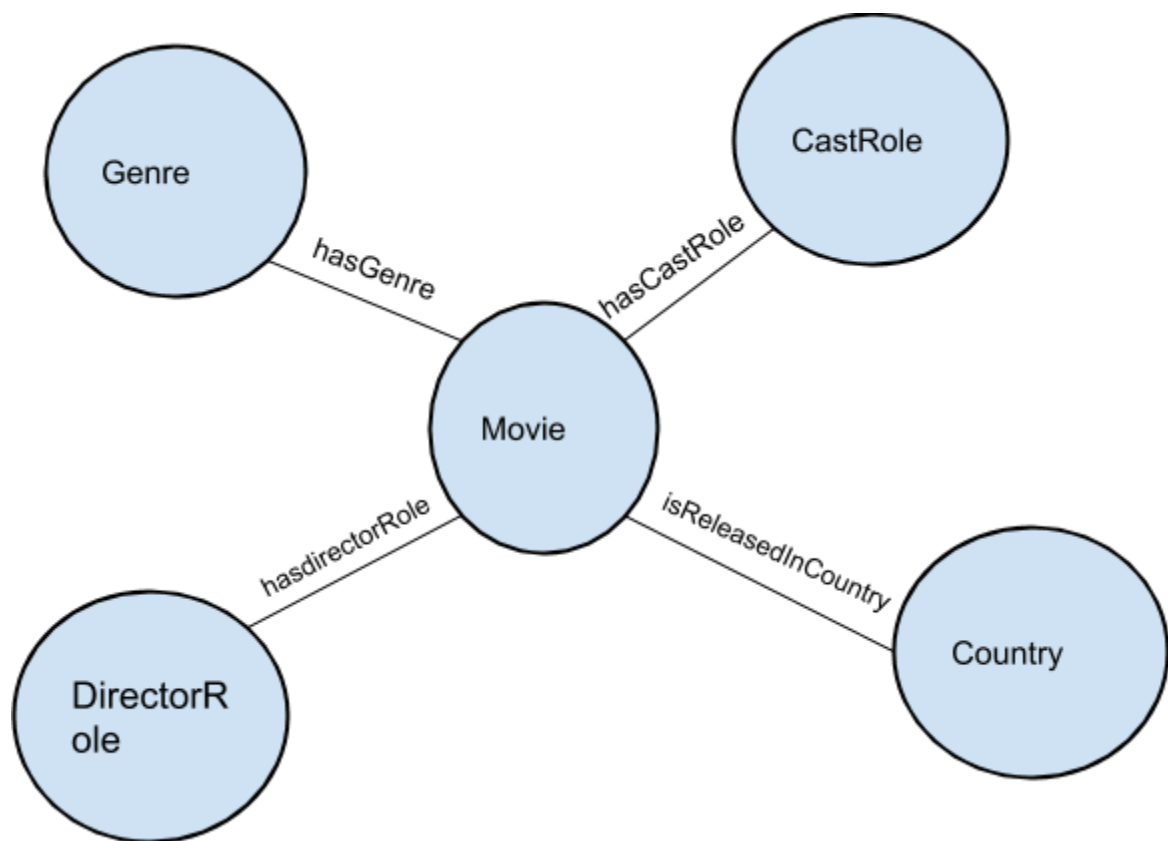 CastRole
Genre
hasCastRole
hasGenre
Movie
hasdirectorRole
isReleasedInCountry
Country
DirectorR
ole